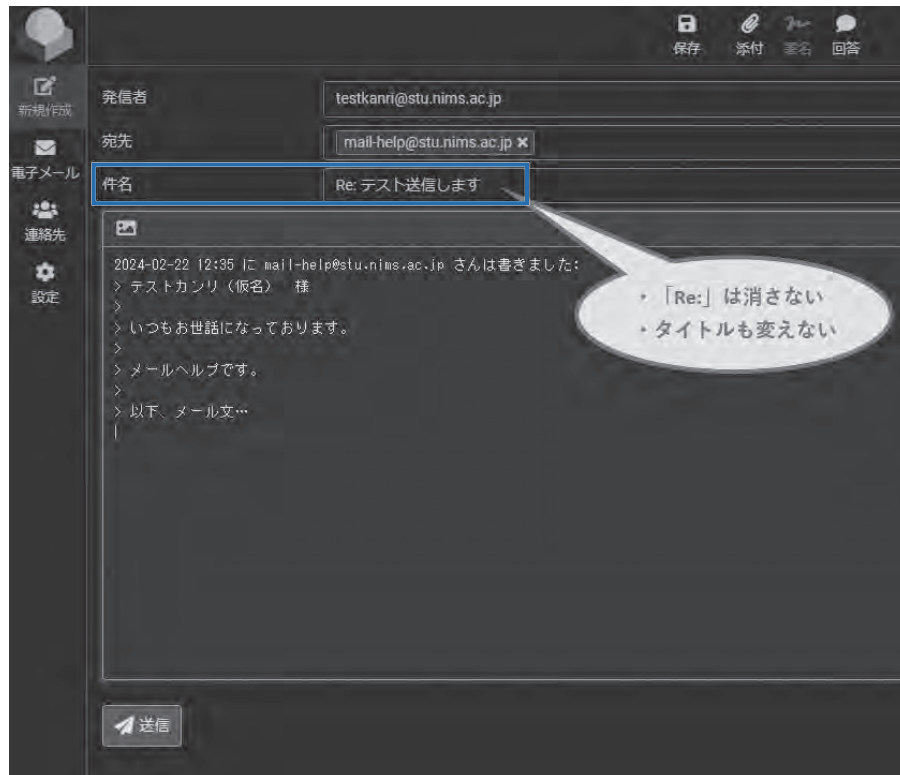 保存
添付
署名
回答
新規作成
電子メール
連絡先
設定
発信者
testkanri@stu.nims.ac.jp
宛先
mail-help@stu.nims.ac.jp ×
件名
Re: テスト送信します
2024-02-22 12:35 に mail-help@stu.nims.ac.jp さんは書きました:
> テストカンリ（仮名） 様
>
> いつもお世話になっております。
>
> メールヘルプです。
>
> 以下、メール文…
・「Re:」は消さない
・タイトルも変えない
送信